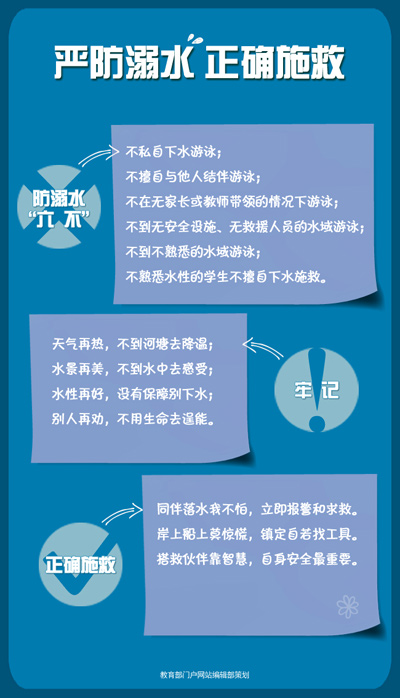 严防溺水 正确施救
防溺水
“六 不”
不私自下水游泳；
不擅自与他人结伴游泳；
不在无家长或教师带领的情况下游泳；
不到无安全设施、无救援人员的水域游泳；
不到不熟悉的水域游泳；
不熟悉水性的学生不擅自下水施救。
牢 记
天气再热，不到河塘去降温；
水景再美，不到水中去感受；
水性再好，没有保障别下水；
别人再劝，不用生命去逞能。
正确施救
同伴落水我不怕，立即报警和求救。
岸上船上莫惊慌，镇定自若找工具。
搭救伙伴靠智慧，自身安全最重要。
教育部门户网站编辑部策划